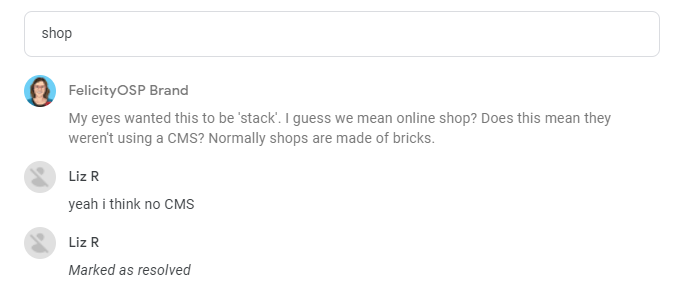 shop
FelicityOSP Brand
My eyes wanted this to be 'stack'. I guess we mean online shop? Does this mean they
weren't using a CMS? Normally shops are made of bricks.
Liz R
yeah i think no CMS
Liz R
Marked as resolved